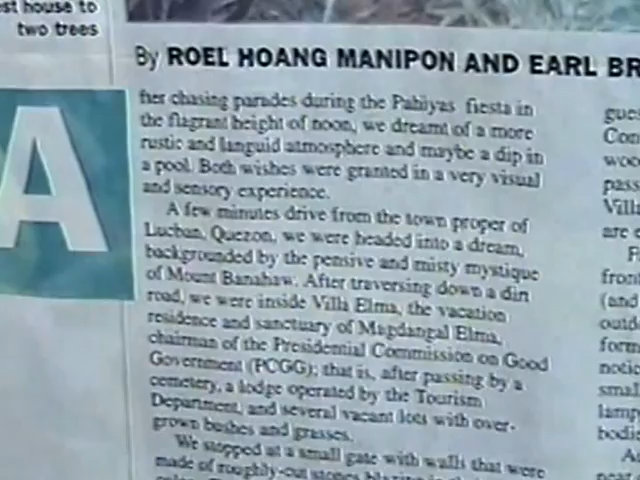 est house to
two trees
By ROEL HOANG MANIPON AND EARL BR
A
fter chasing parades during the Pahiyas fiesta in
the flagrant height of noon, we dreamt of a more
rustic and languid atmosphere and maybe a dip in
a pool. Both wishes were granted in a very visual
and sensory experience.
A few minutes drive from the town proper of
Lucban, Quezon, we were headed into a dream,
backgrounded by the pensive and misty mystique
of Mount Banahaw. After traversing down a dirt
road, we were inside Villa Elma, the vacation
residence and sanctuary of Magdangal Elma,
chairman of the Presidential Commission on Good
Government (PCGG); that is, after passing by a
cemetery, a lodge operated by the Tourism
Department, and several vacant lots with over-
grown bushes and grasses.
We stopped at a small gate with walls that were
made of roughly-cut stones
gues
Con
woo
pass
Villa
are e
F
front
(and
outd
form
notic
smal
lamp
bodie